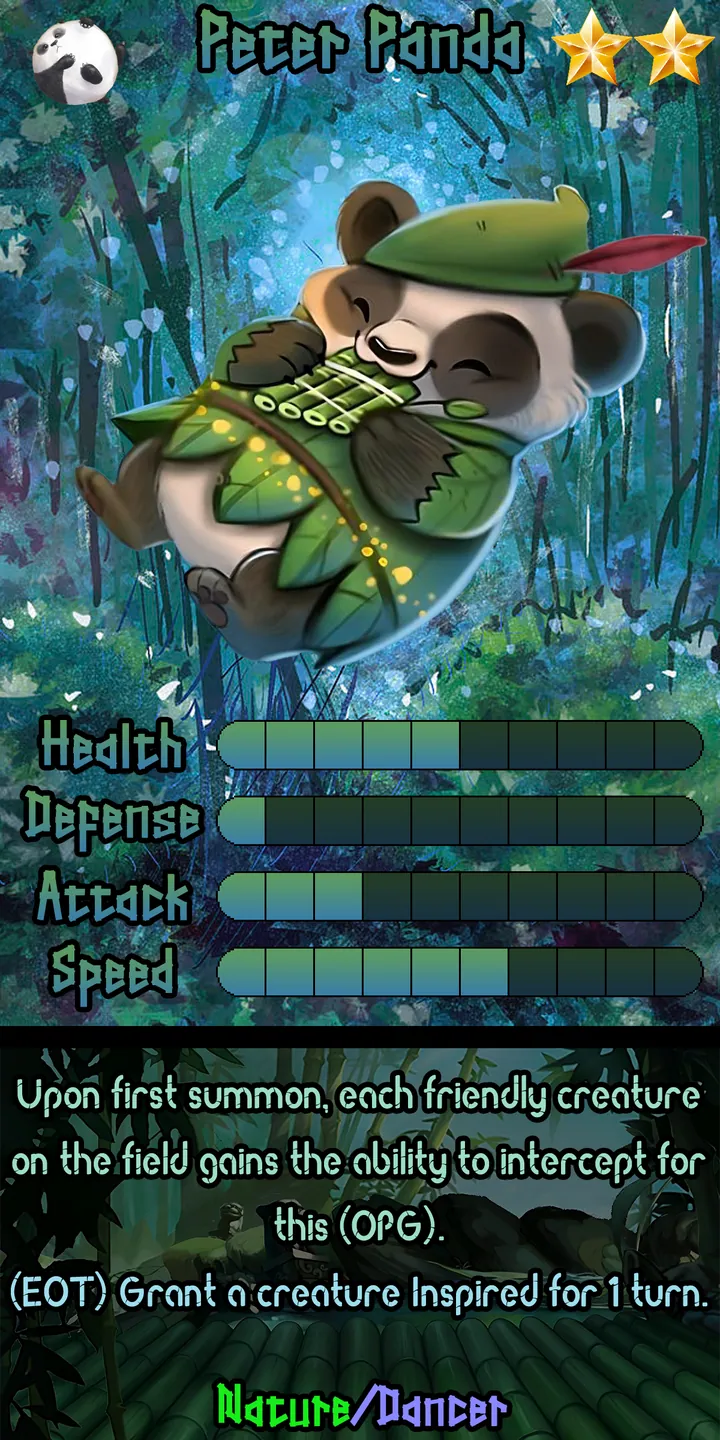 Peter Panda
Health
Defense
Attack
Speed
Upon first summon, each friendly creature
on the field gains the ability to intercept for
this (OPG).
(EOT) Grant a creature Inspired for 1 turn.
Nature/Dancer